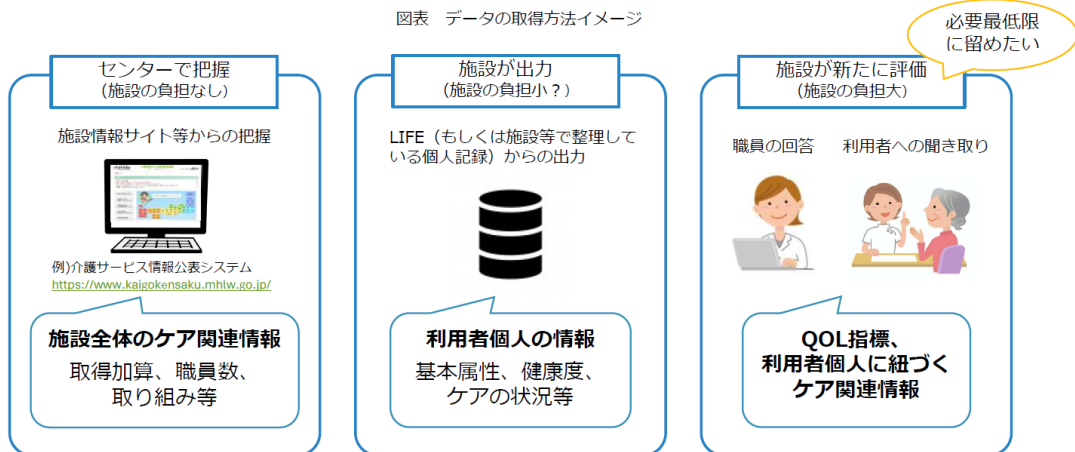 図表　データの取得方法イメージ
必要最低限
に留めたい
センターで把握
（施設の負担なし）
施設情報サイト等からの把握
例)介護サービス情報公表システム
https://www.kaigokensaku.mhlw.go.jp/
施設全体のケア関連情報
取得加算、職員数、
取り組み等
施設が出力
（施設の負担小？）
LIFE（もしくは施設等で整理して
いる個人記録）からの出力
利用者個人の情報
基本属性、健康度、
ケアの状況等
施設が新たに評価
（施設の負担大）
職員の回答　利用者への聞き取り
QOL指標、
利用者個人に紐づく
ケア関連情報